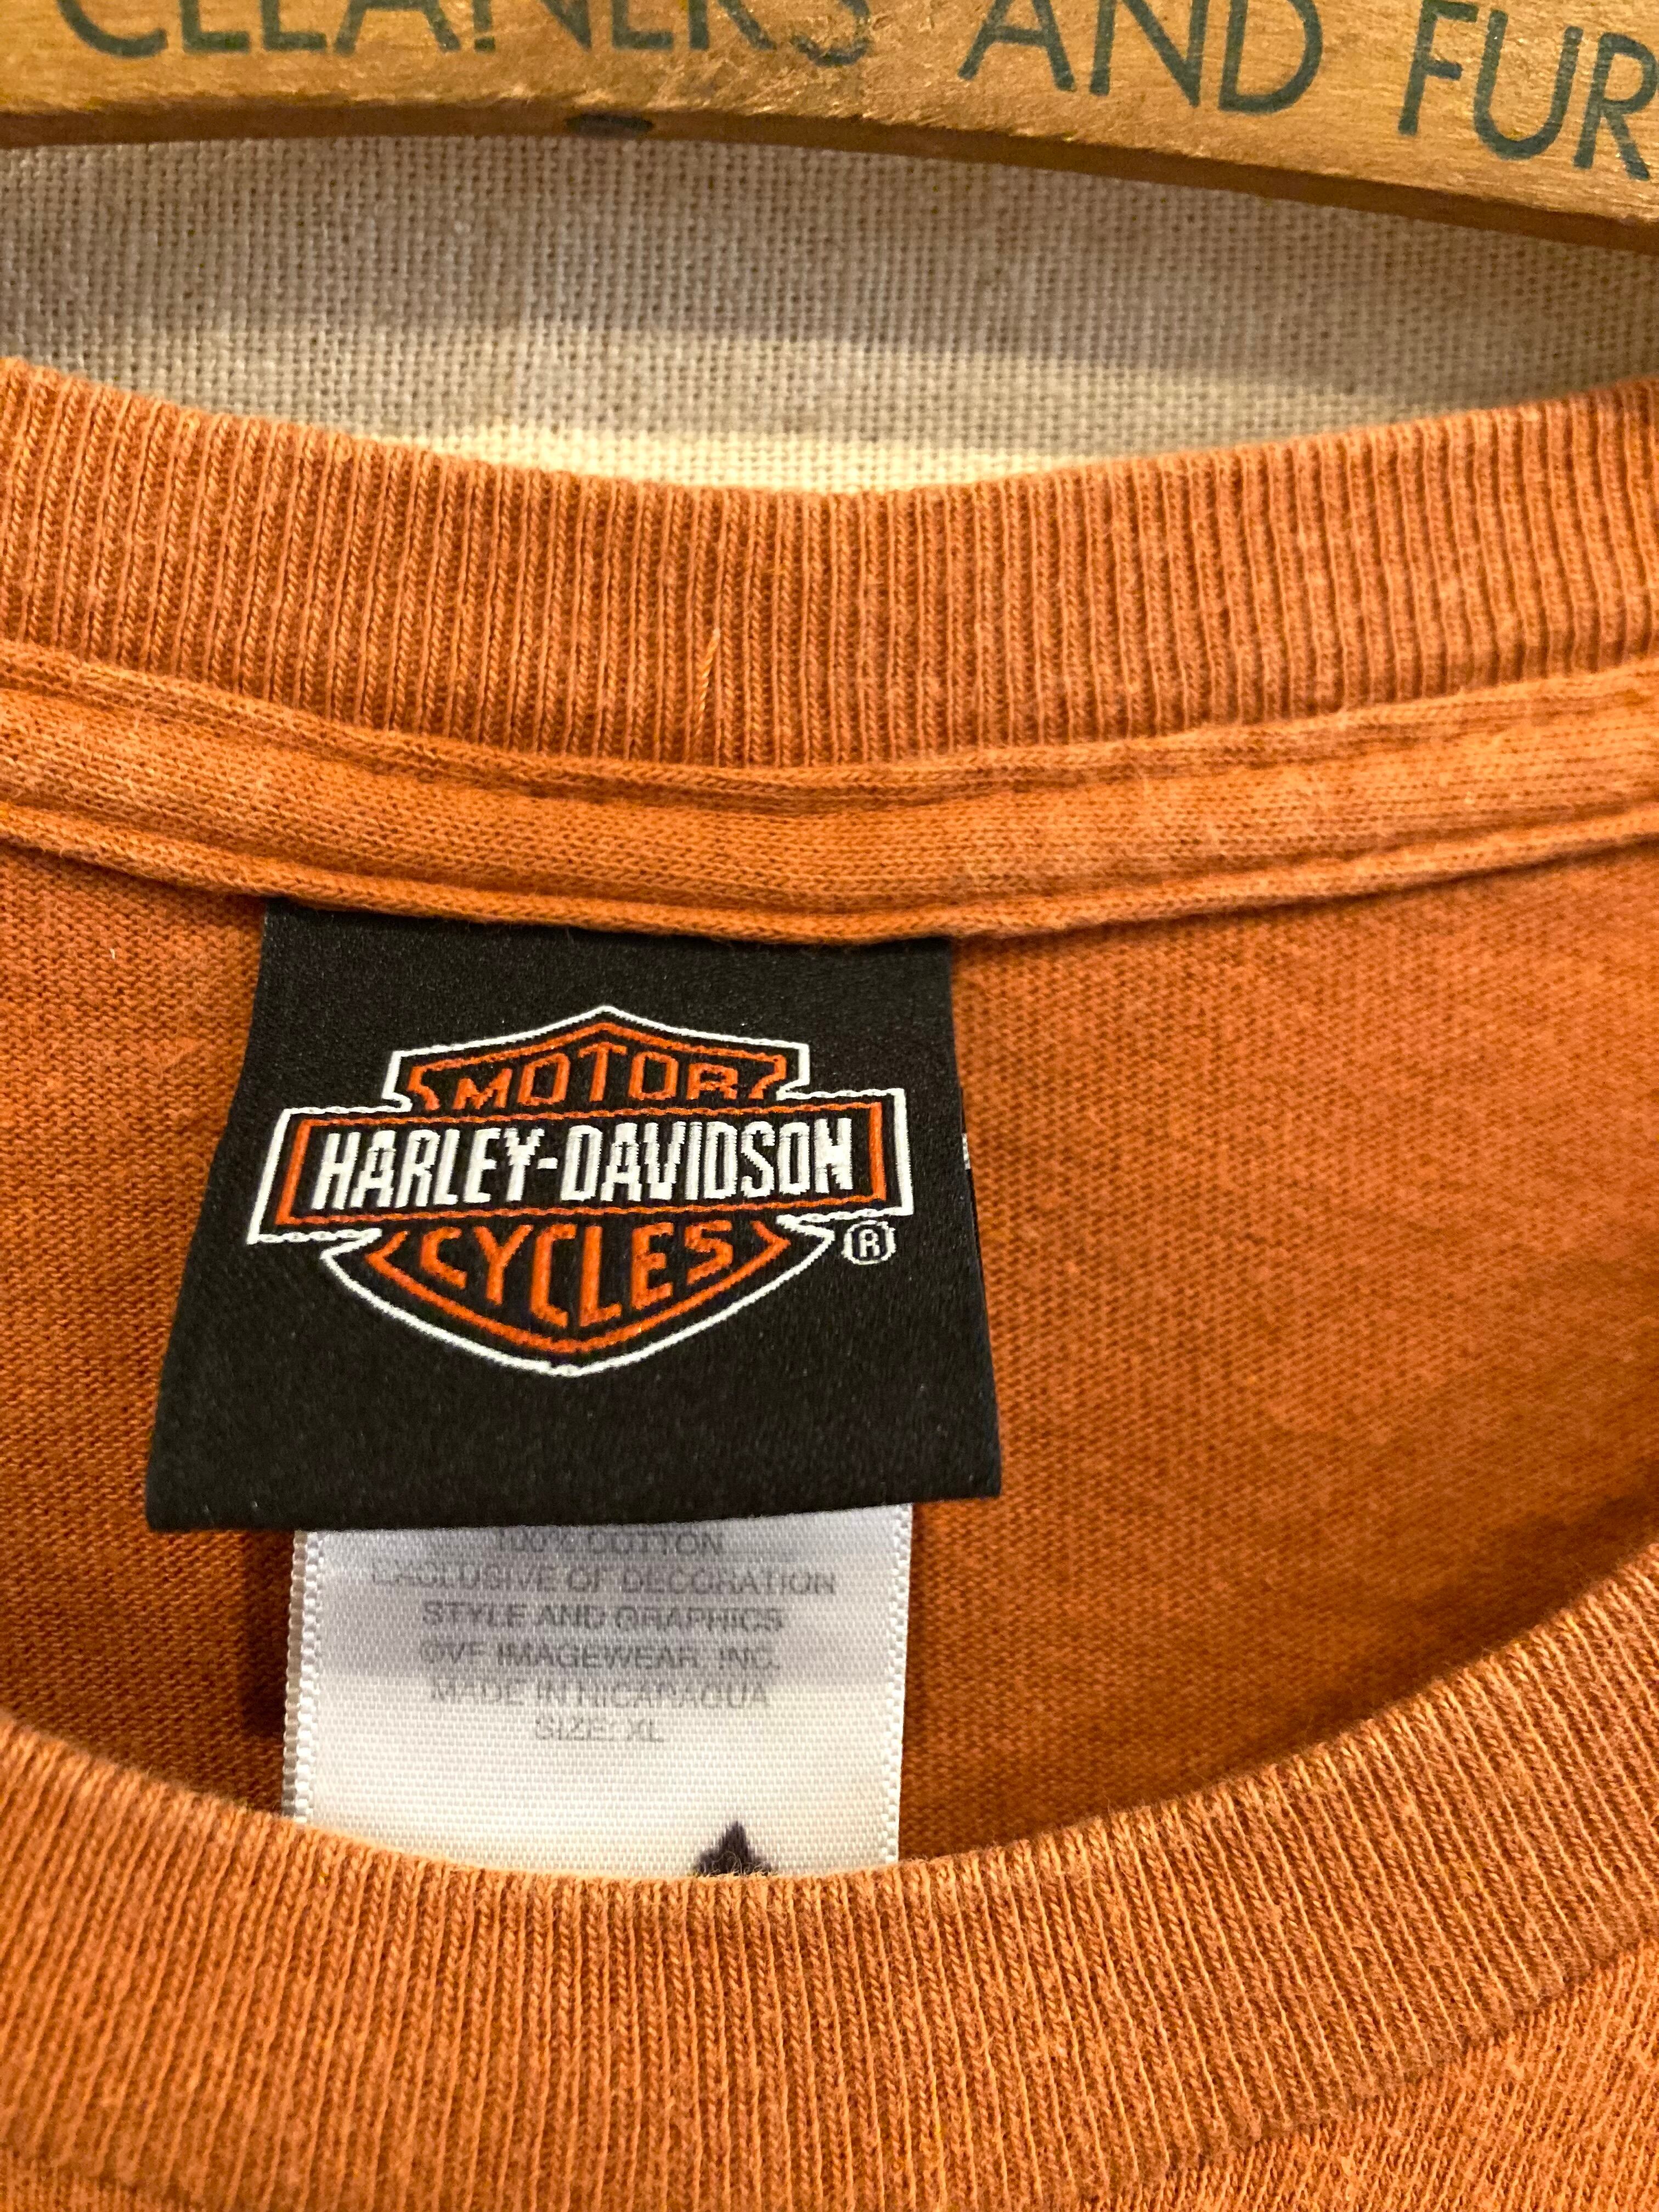 CLEANERS AND FUR
MOTOR
HARLEY-DAVIDSON
CYCLES
®
100% COTTON
EXCLUSIVE OF DECORATION
STYLE AND GRAPHICS
©VF IMAGEWEAR, INC.
MADE IN NICARAGUA
SIZE: XL